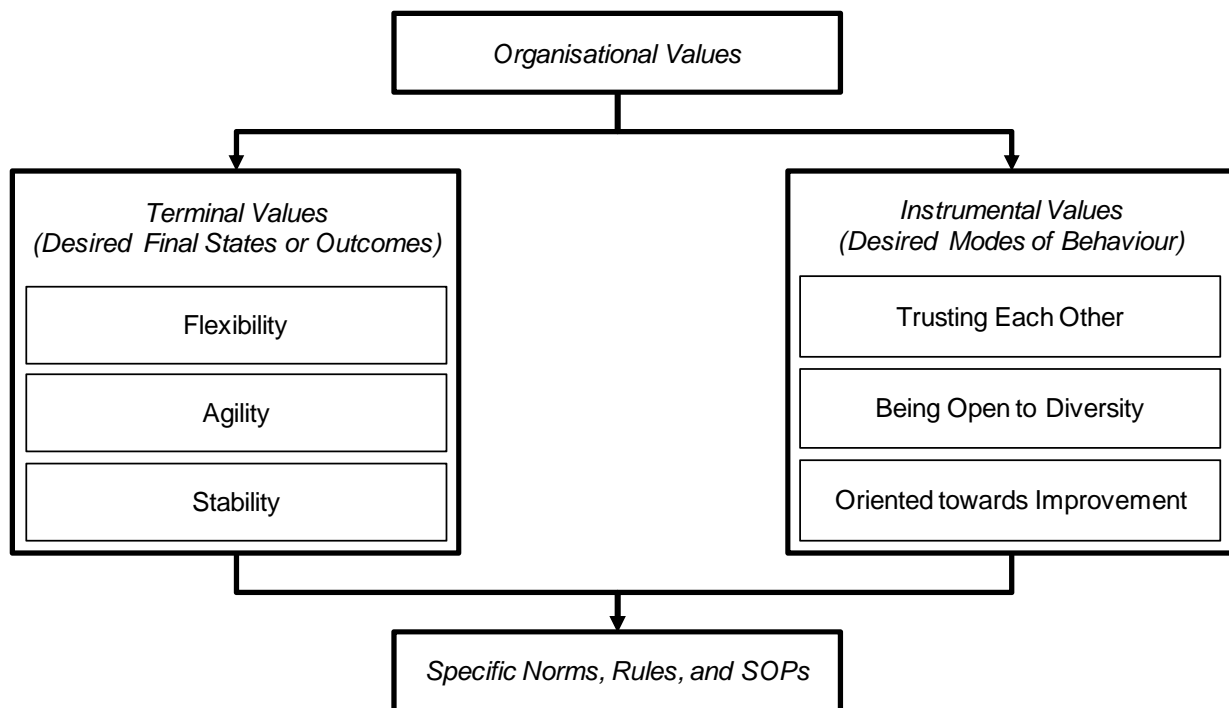 Organisational Values
Terminal Values
(Desired Final States or Outcomes)
Flexibility
Agility
Stability
Instrumental Values
(Desired Modes of Behaviour)
Trusting Each Other
Being Open to Diversity
Oriented towards Improvement
Specific Norms, Rules, and SOPs